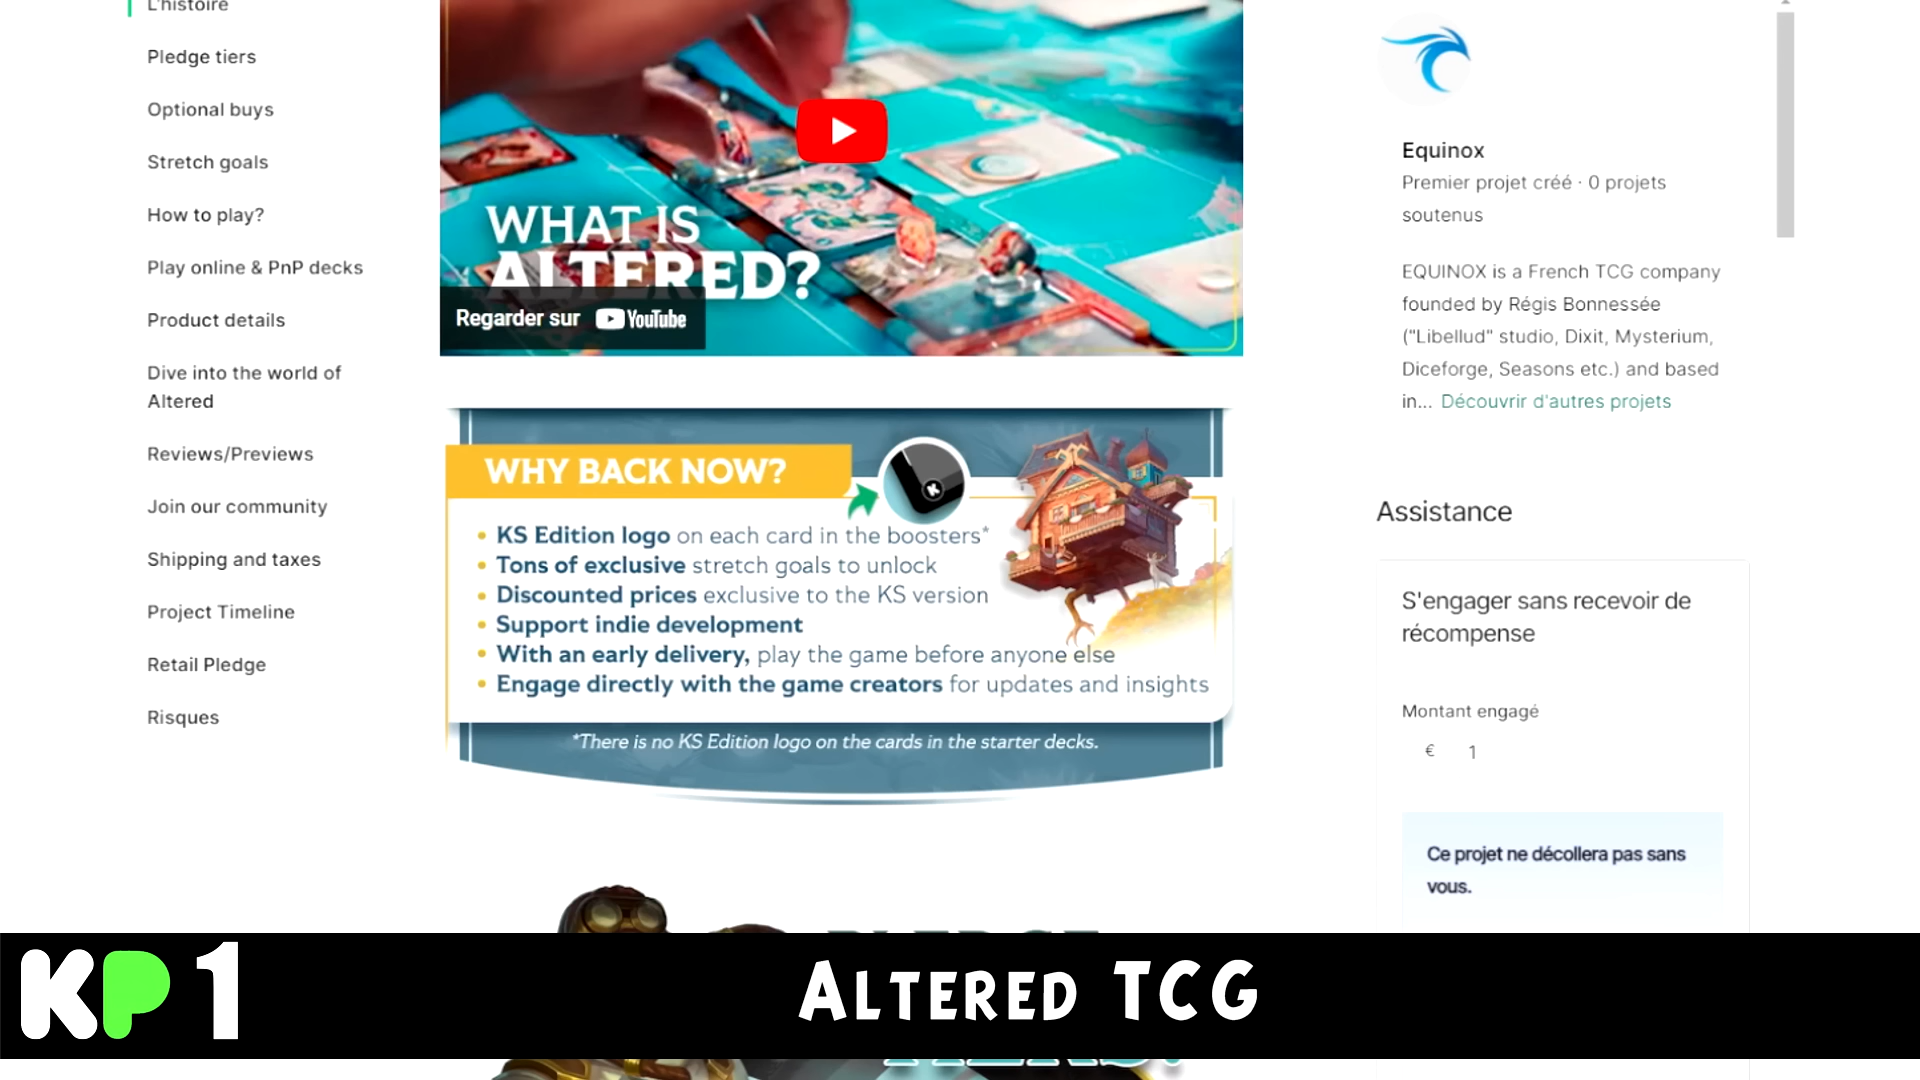 L'histoire
Pledge tiers
Optional buys
Stretch goals
How to play?
Play online & PnP decks
Product details
Dive into the world of
Altered
Reviews/Previews
Join our community
Shipping and taxes
Project Timeline
Retail Pledge
Risques
WHAT IS
ALTERED?
Regarder sur YouTube
WHY BACK NOW?
K
• KS Edition logo on each card in the boosters*
• Tons of exclusive stretch goals to unlock
• Discounted prices exclusive to the KS version
• Support indie development
• With an early delivery, play the game before anyone else
• Engage directly with the game creators for updates and insights
*There is no KS Edition logo on the cards in the starter decks.
Equinox
Premier projet créé · 0 projets
soutenus
EQUINOX is a French TCG company
founded by Régis Bonnessée
("Libellud" studio, Dixit, Mysterium,
Diceforge, Seasons etc.) and based
in... Découvrir d'autres projets
Assistance
S'engager sans recevoir de
récompense
Montant engagé
€ 1
Ce projet ne décollera pas sans
vous.
KP1
ALTERED TCG